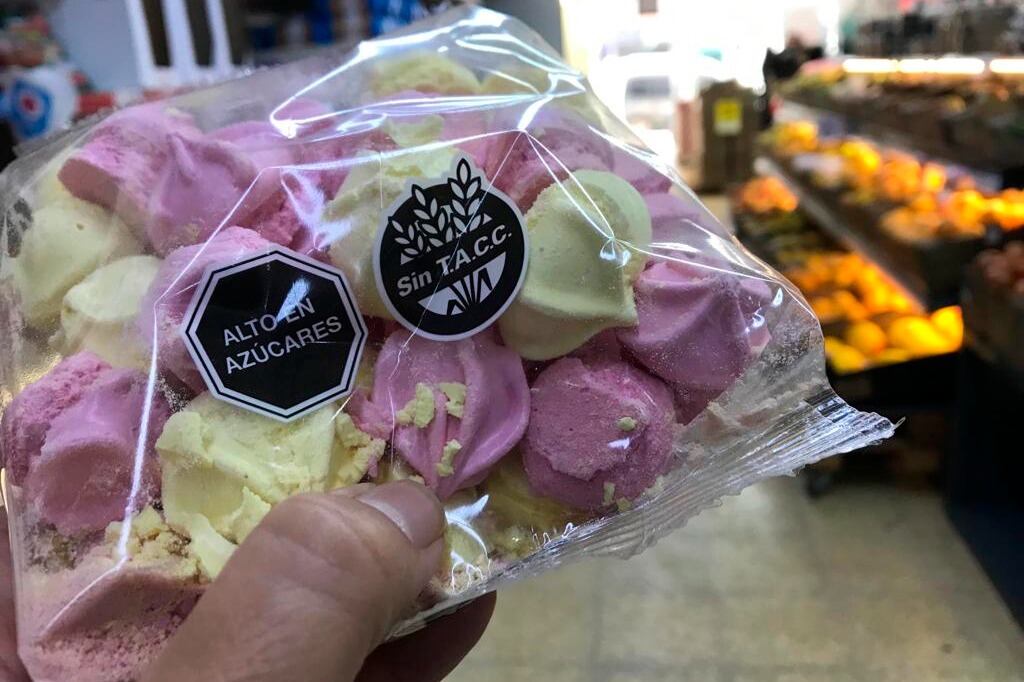 ALTO EN
AZÚCARES
Sin T.A.C.C.